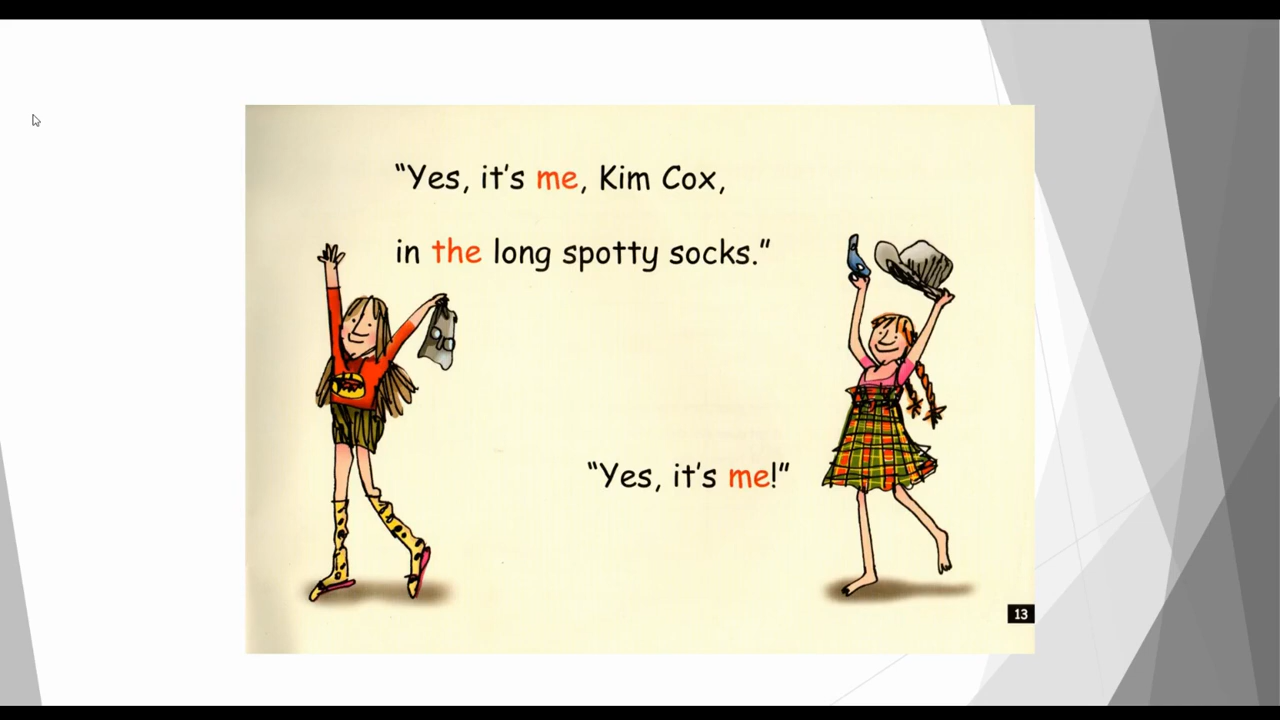 “Yes, it’s me, Kim Cox,
in the long spotty socks.”
“Yes, it’s me!”
13